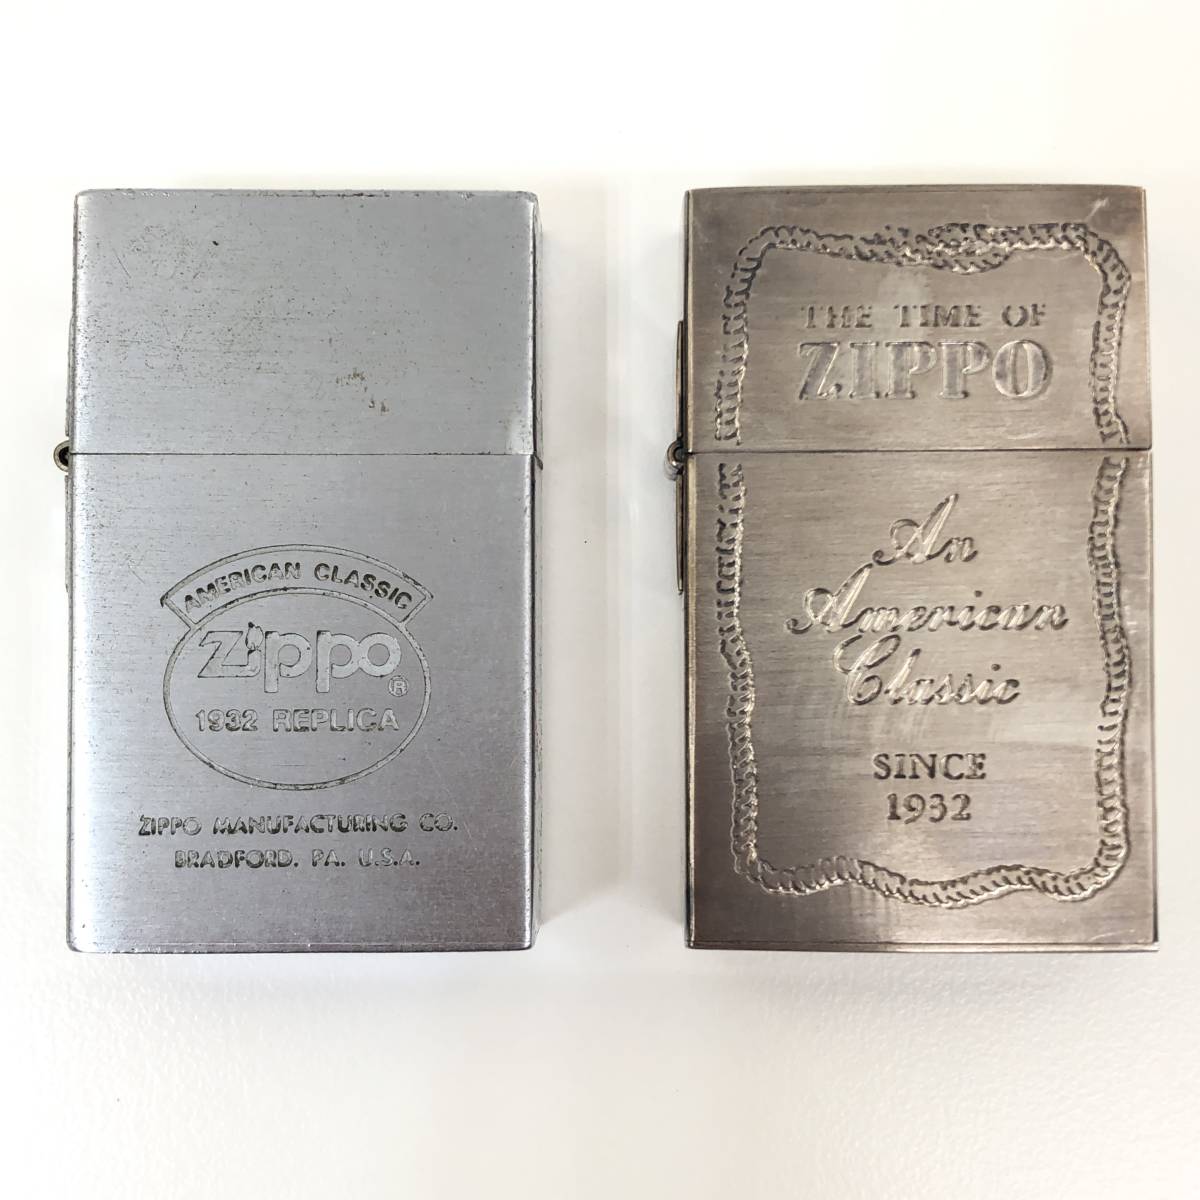 AMERICAN CLASSIC
Zippo®
1932 REPLICA
ZIPPO MANUFACTURING CO.
BRADFORD, PA. U.S.A.
THE TIME OF
ZIPPO
An
American
Classic
SINCE
1932